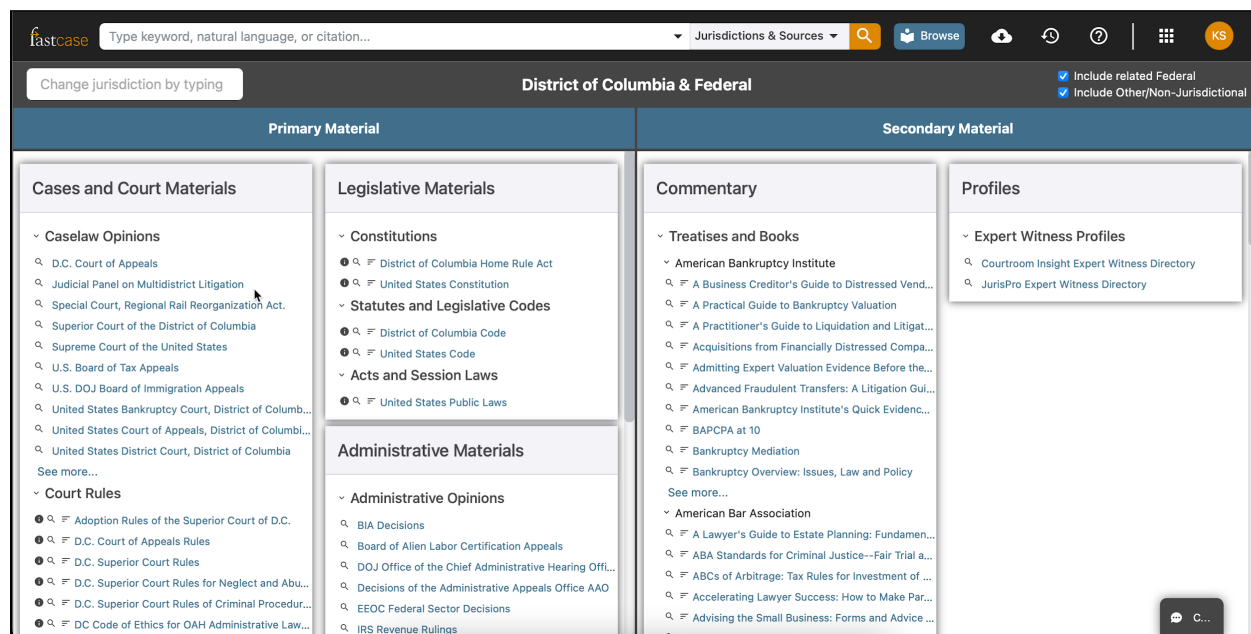 fastcase
Type keyword, natural language, or citation...
Jurisdictions & Sources
Browse
KS
Change jurisdiction by typing
District of Columbia & Federal
Include related Federal
Include Other/Non-Jurisdictional
Primary Material
Secondary Material
Cases and Court Materials
Caselaw Opinions
D.C. Court of Appeals
Judicial Panel on Multidistrict Litigation
Special Court, Regional Rail Reorganization Act.
Superior Court of the District of Columbia
Supreme Court of the United States
U.S. Board of Tax Appeals
U.S. DOJ Board of Immigration Appeals
United States Bankruptcy Court, District of Columb...
United States Court of Appeals, District of Columbi...
United States District Court, District of Columbia
See more...
Court Rules
Adoption Rules of the Superior Court of D.C.
D.C. Court of Appeals Rules
D.C. Superior Court Rules
D.C. Superior Court Rules for Neglect and Abu...
D.C. Superior Court Rules of Criminal Procedur...
DC Code of Ethics for OAH Administrative Law...
Legislative Materials
Constitutions
District of Columbia Home Rule Act
United States Constitution
Statutes and Legislative Codes
District of Columbia Code
United States Code
Acts and Session Laws
United States Public Laws
Administrative Materials
Administrative Opinions
BIA Decisions
Board of Alien Labor Certification Appeals
DOJ Office of the Chief Administrative Hearing Offi...
Decisions of the Administrative Appeals Office AAO
EEOC Federal Sector Decisions
IRS Revenue Rulings
Commentary
Treatises and Books
American Bankruptcy Institute
A Business Creditor's Guide to Distressed Vend...
A Practical Guide to Bankruptcy Valuation
A Practitioner's Guide to Liquidation and Litigat...
Acquisitions from Financially Distressed Compa...
Admitting Expert Valuation Evidence Before the...
Advanced Fraudulent Transfers: A Litigation Gui...
American Bankruptcy Institute's Quick Evidenc...
BAPCPA at 10
Bankruptcy Mediation
Bankruptcy Overview: Issues, Law and Policy
See more...
American Bar Association
A Lawyer's Guide to Estate Planning: Fundamen...
ABA Standards for Criminal Justice--Fair Trial a...
ABCs of Arbitrage: Tax Rules for Investment of ...
Accelerating Lawyer Success: How to Make Par...
Advising the Small Business: Forms and Advice ...
Profiles
Expert Witness Profiles
Courtroom Insight Expert Witness Directory
JurisPro Expert Witness Directory
C...